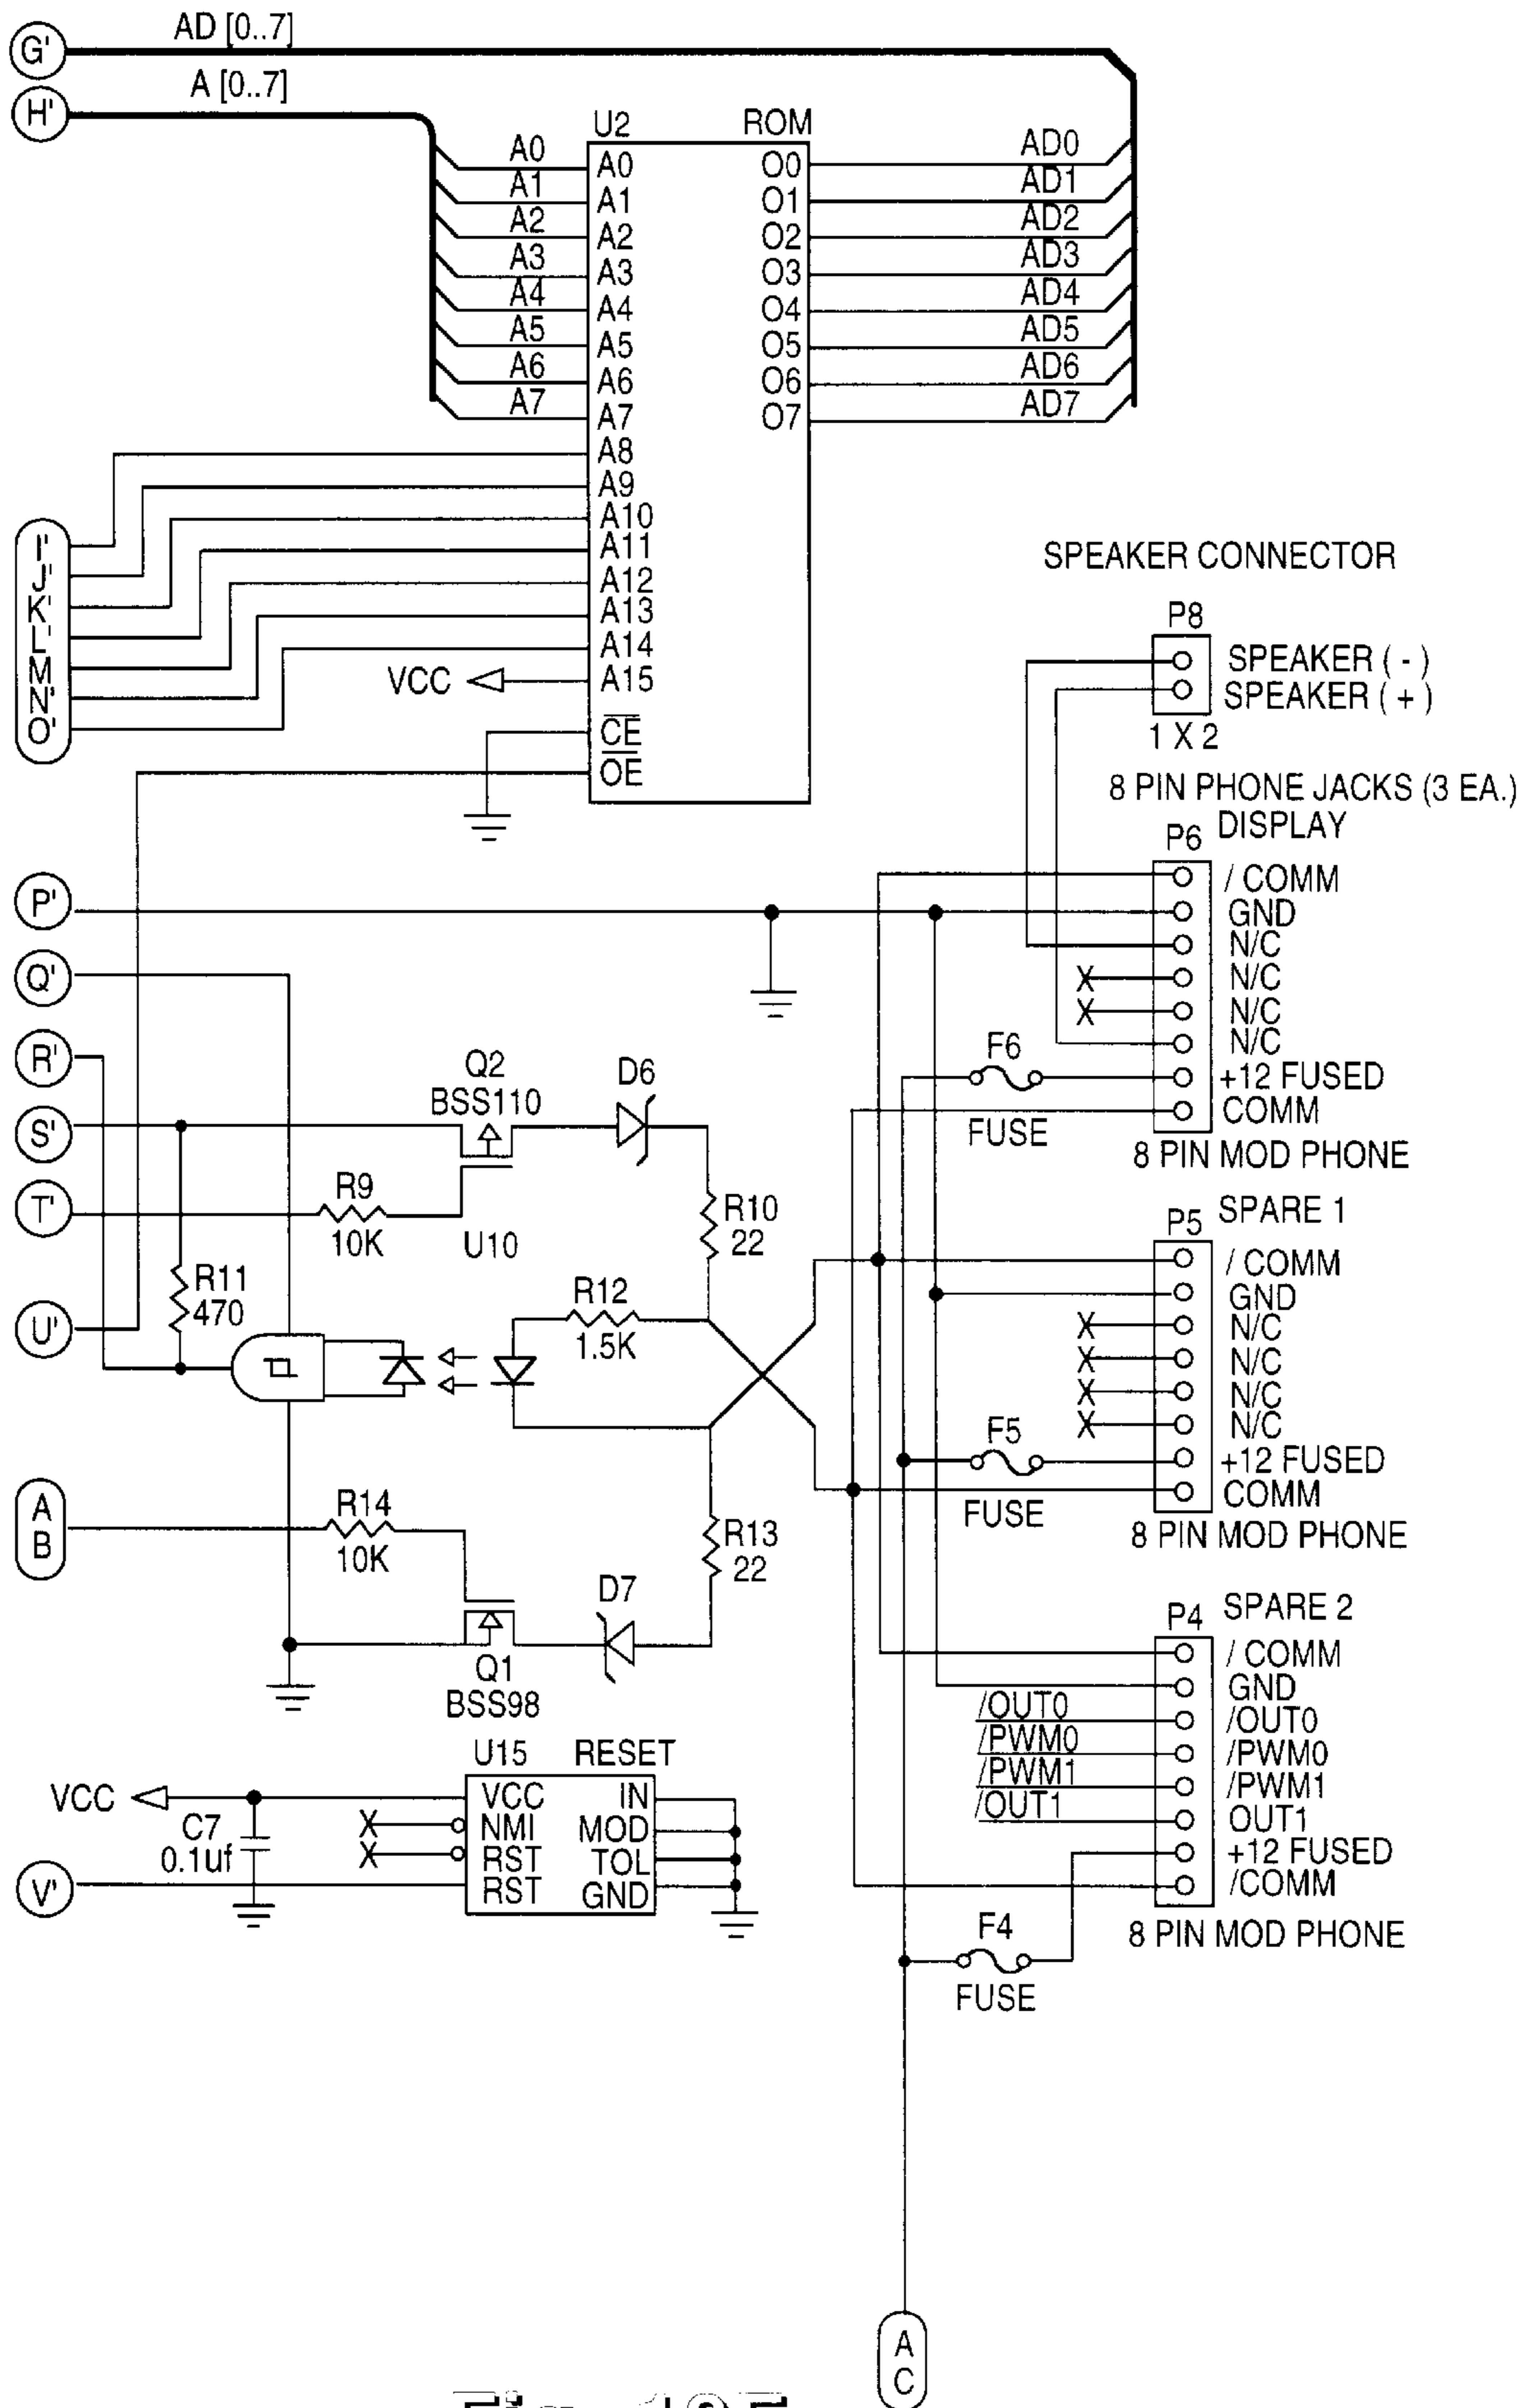 G'
AD [0..7]
H'
A [0..7]
U2
ROM
A0
A1
A2
A3
A4
A5
A6
A7
A0
A1
A2
A3
A4
A5
A6
A7
A8
A9
A10
A11
A12
A13
A14
A15
CE
OE
O0
O1
O2
O3
O4
O5
O6
O7
AD0
AD1
AD2
AD3
AD4
AD5
AD6
AD7
I'
J'
K'
L'
M'
N'
O'
VCC
SPEAKER CONNECTOR
P8
SPEAKER ( - )
SPEAKER ( + )
1 X 2
8 PIN PHONE JACKS (3 EA.)
P6
DISPLAY
/ COMM
GND
N/C
N/C
N/C
N/C
+12 FUSED
COMM
F6
FUSE
8 PIN MOD PHONE
P'
Q'
R'
S'
T'
U'
Q2
BSS110
D6
R9
10K
U10
R10
22
R11
470
R12
1.5K
P5
SPARE 1
/ COMM
GND
N/C
N/C
N/C
N/C
+12 FUSED
COMM
F5
FUSE
8 PIN MOD PHONE
A
B
R14
10K
R13
22
D7
Q1
BSS98
P4
SPARE 2
/ COMM
GND
/OUT0
/PWM0
/PWM1
OUT1
+12 FUSED
/COMM
/OUT0
/PWM0
/PWM1
/OUT1
8 PIN MOD PHONE
F4
FUSE
U15
RESET
VCC
C7
0.1uf
V'
VCC
NMI
RST
RST
IN
MOD
TOL
GND
A
C